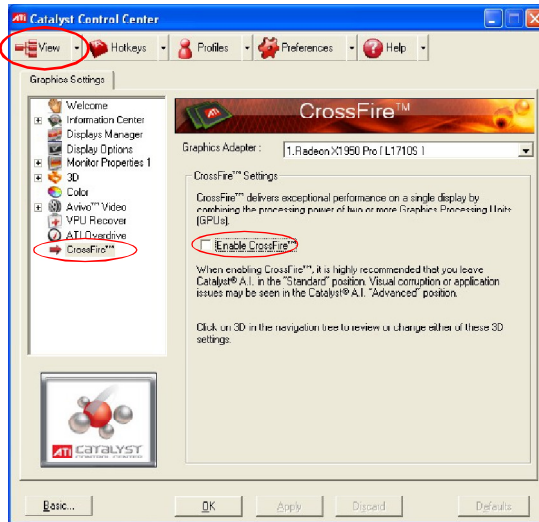 ATI Catalyst Control Center
View Hotkeys Profiles Preferences Help
Graphics Settings
Welcome
Information Center
Displays Manager
Display Options
Monitor Properties 1
3D
Color
Avivo™ Video
VPU Recover
ATI Overdrive
CrossFire™
CrossFire™
Graphics Adapter :
1.Radeon X1950 Pro [ L1710S ]
CrossFire™ Settings
CrossFire™ delivers exceptional performance on a single display by
combining the processing power of two or more Graphics Processing Units
(GPUs).
Enable CrossFire™
When enabling CrossFire™, it is highly recommended that you leave
Catalyst® A.I. in the "Standard" position. Visual corruption or application
issues may be seen in the Catalyst® A.I. "Advanced" position.
Click on 3D in the navigation tree to review or change either of these 3D
settings.
ATI CATALYST
CONTROL CENTER
Basic...
OK
Apply
Discard
Defaults